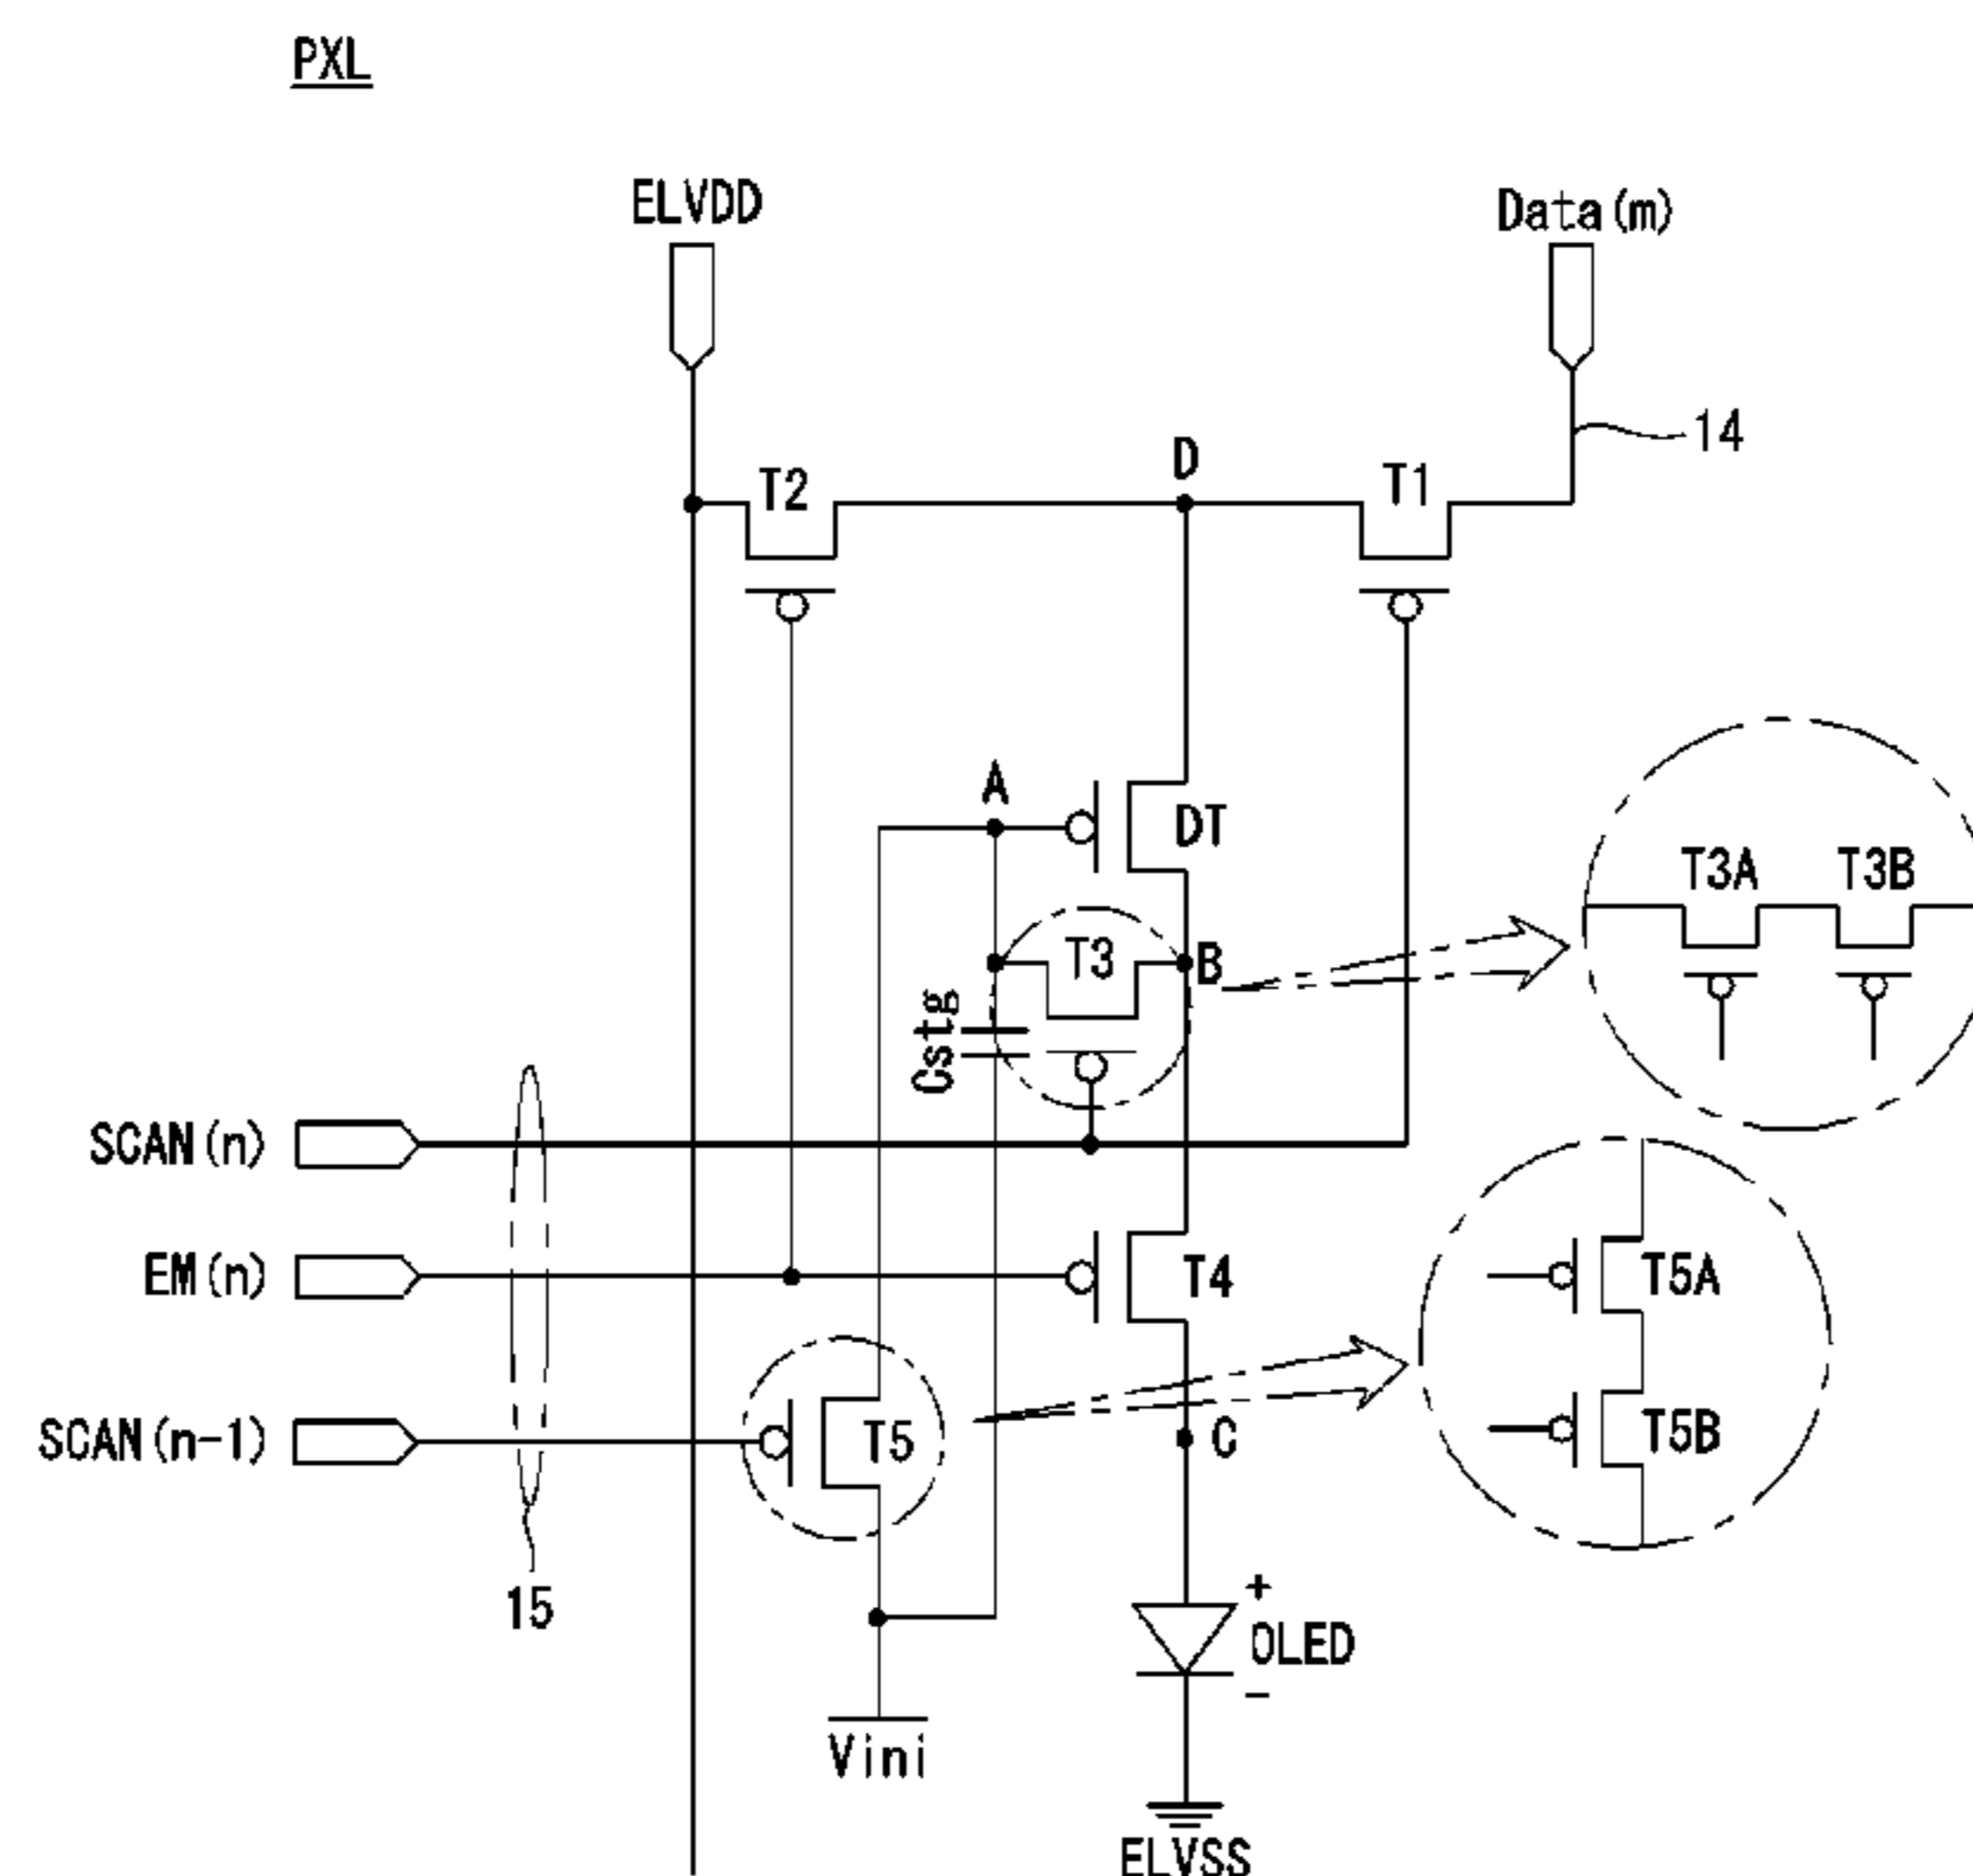 PXL
ELVDD
Data(m)
14
D
T2
T1
A
DT
T3A
T3B
T3
B
Cstg
SCAN(n)
EM(n)
T4
T5A
SCAN(n-1)
T5
C
T5B
15
+
OLED
-
Vini
ELVSS